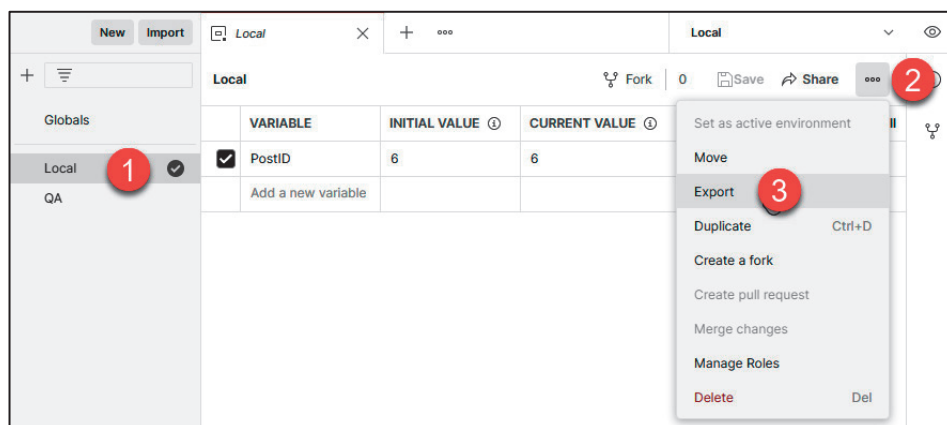 New Import Local Local
Local Fork 0 Save Share 2
Globals VARIABLE INITIAL VALUE CURRENT VALUE Set as active environment ll
Local 1 PostID 6 6 Move
QA Add a new variable Export 3
Duplicate Ctrl+D
Create a fork
Create pull request
Merge changes
Manage Roles
Delete Del